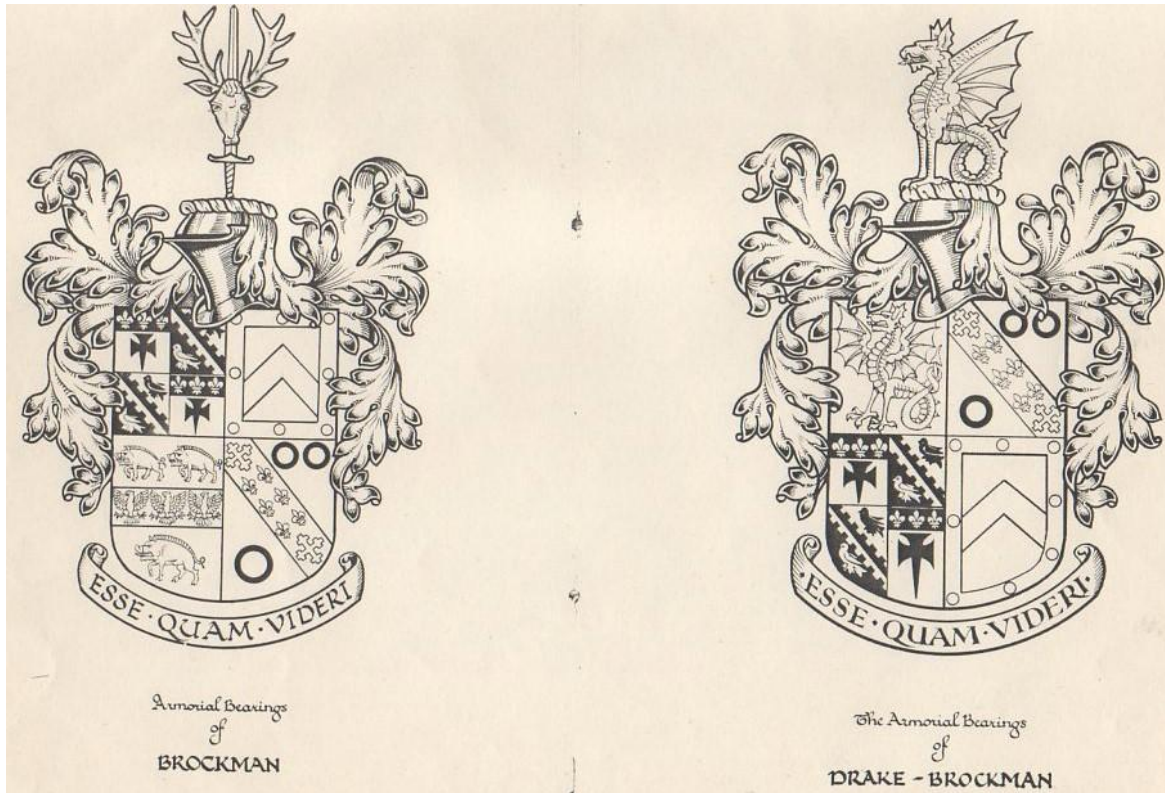 ESSE · QUAM · VIDERI
Armorial Bearings
of
BROCKMAN
· ESSE · QUAM · VIDERI ·
The Armorial Bearings
of
DRAKE - BROCKMAN